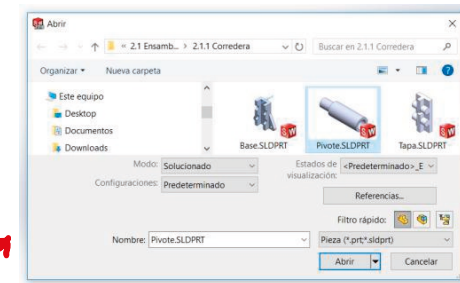 Abrir
« 2.1 Ensamb... > 2.1.1 Corredera
Buscar en 2.1.1 Corredera
Organizar
Nueva carpeta
Este equipo
Desktop
Documentos
Downloads
Base.SLDPRT
Pivote.SLDPRT
Tapa.SLDPRT
Modo: Solucionado
Estados de visualización: <Predeterminado>_E
Configuraciones: Predeterminado
Referencias...
Filtro rápido:
Nombre: Pivote.SLDPRT
Pieza (*.prt;*.sldprt)
Abrir
Cancelar